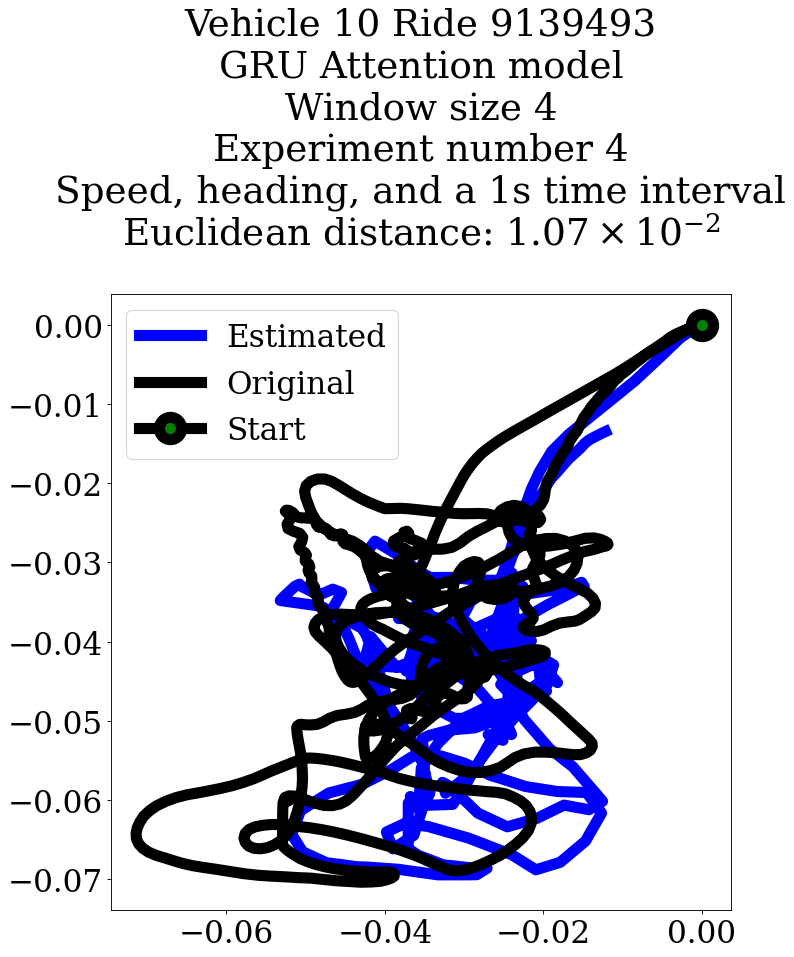 Vehicle 10 Ride 9139493
GRU Attention model
Window size 4
Experiment number 4
Speed, heading, and a 1s time interval
Euclidean distance: 1.07 × 10⁻²
Estimated
Original
Start
0.00
−0.01
−0.02
−0.03
−0.04
−0.05
−0.06
−0.07
−0.06
−0.04
−0.02
0.00